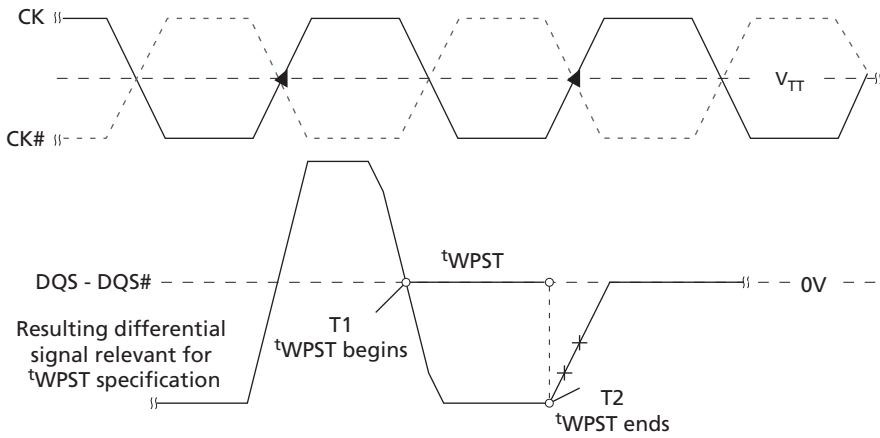 CK
VTT
CK#
tWPST
DQS - DQS#
0V
Resulting differential
signal relevant for
tWPST specification
T1
tWPST begins
T2
tWPST ends